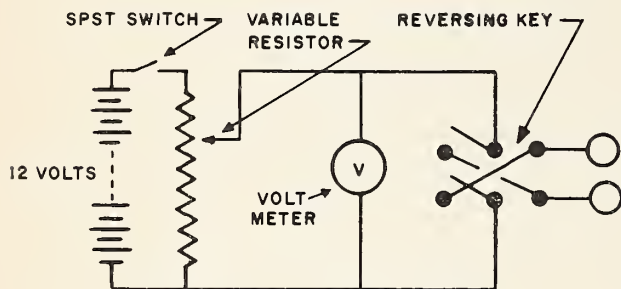 SPST SWITCH
VARIABLE
RESISTOR
REVERSING KEY
12 VOLTS
V
VOLT
METER